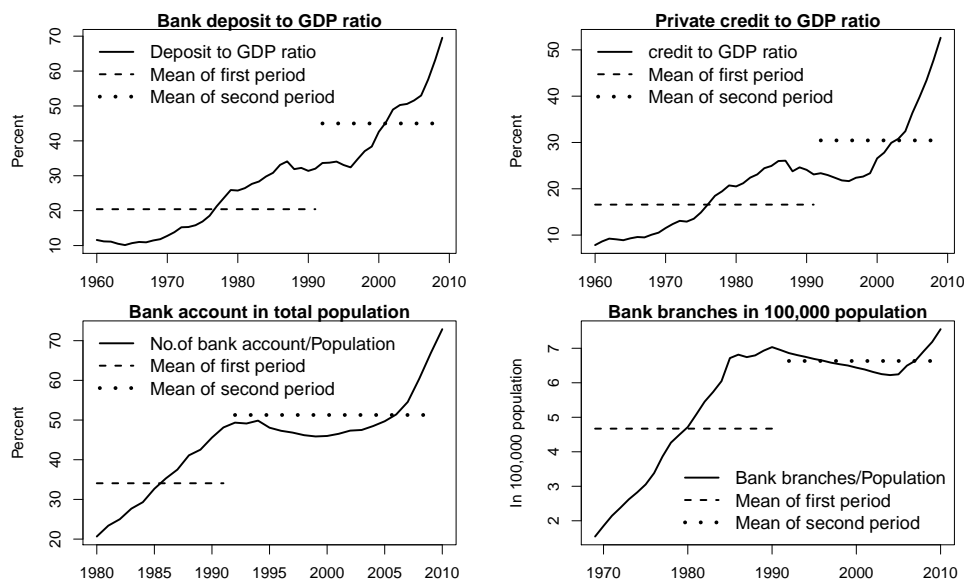 Bank deposit to GDP ratio
Percent
10 20 30 40 50 60 70
Deposit to GDP ratio
Mean of first period
Mean of second period
1960 1970 1980 1990 2000 2010
Private credit to GDP ratio
Percent
10 20 30 40 50
credit to GDP ratio
Mean of first period
Mean of second period
1960 1970 1980 1990 2000 2010
Bank account in total population
Percent
20 30 40 50 60 70
No.of bank account/Population
Mean of first period
Mean of second period
1980 1985 1990 1995 2000 2005 2010
Bank branches in 100,000 population
In 100,000 population
2 3 4 5 6 7
Bank branches/Population
Mean of first period
Mean of second period
1970 1980 1990 2000 2010